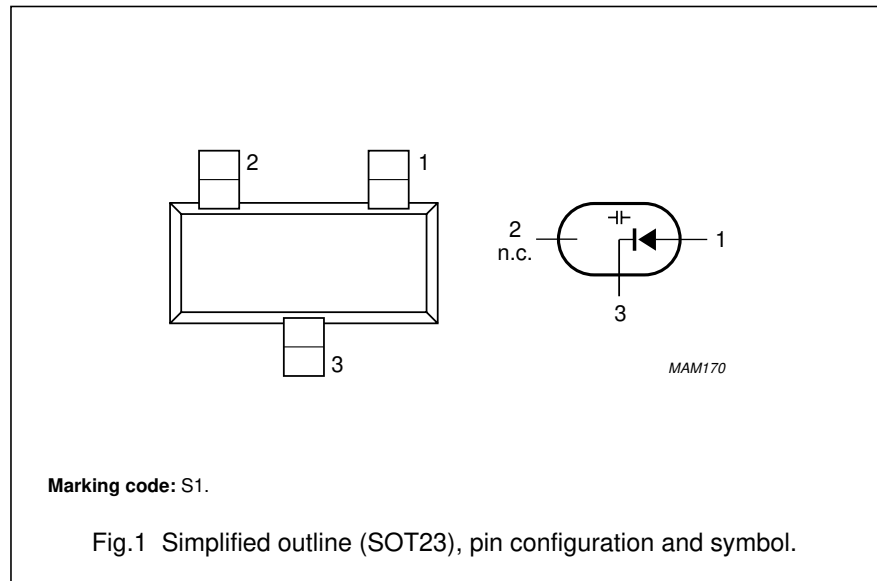 2
1
3
2
n.c.
1
3
MAM170
Marking code: S1.
Fig.1 Simplified outline (SOT23), pin configuration and symbol.